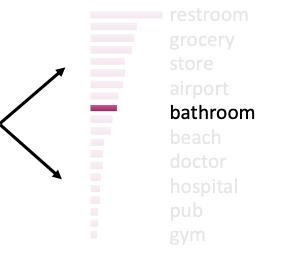 restroom
grocery
store
airport
bathroom
beach
doctor
hospital
pub
gym